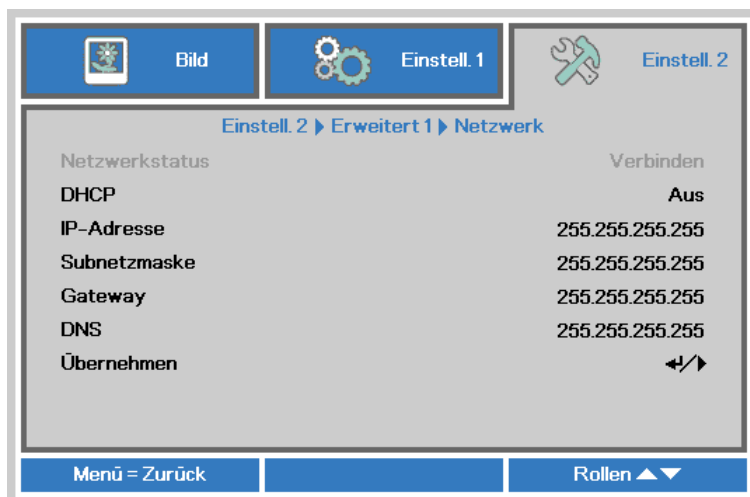 Bild
Einstell. 1
Einstell. 2
Einstell. 2 ▶ Erweitert 1 ▶ Netzwerk
Netzwerkstatus Verbinden
DHCP Aus
IP-Adresse 255.255.255.255
Subnetzmaske 255.255.255.255
Gateway 255.255.255.255
DNS 255.255.255.255
Übernehmen ↵/▶
Menü = Zurück
Rollen ▲▼